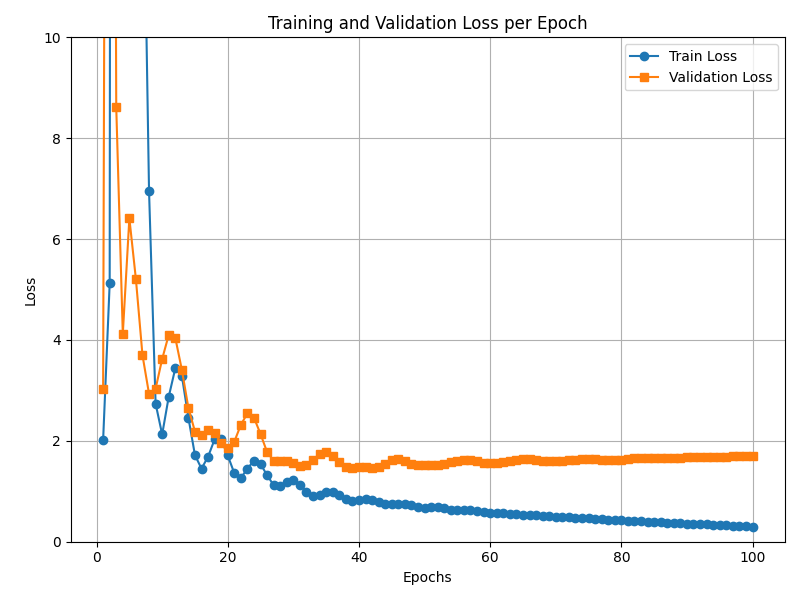 Training and Validation Loss per Epoch
Train Loss
Validation Loss
Loss
10
8
6
4
2
0
0 20 40 60 80 100
Epochs